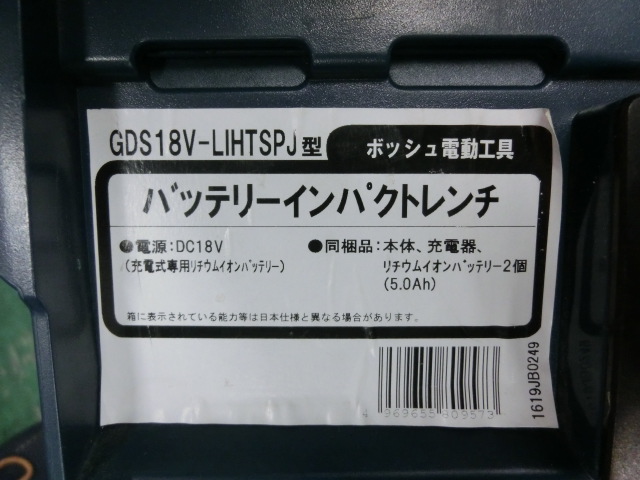 GDS18V-LIHTSPJ型
ボッシュ電動工具
バッテリーインパクトレンチ
●電源:DC18V
(充電式専用リチウムイオンバッテリー)
●同梱品:本体、充電器、
リチウムイオンバッテリー2個
(5.0Ah)
箱に表示されている能力等は日本仕様と異なる場合があります。
4 969655 809573
1619JB0249